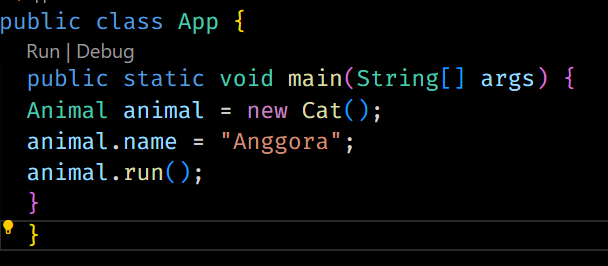 public class App {
Run | Debug
public static void main(String[] args) {
Animal animal = new Cat();
animal.name = "Anggora";
animal.run();
}
}